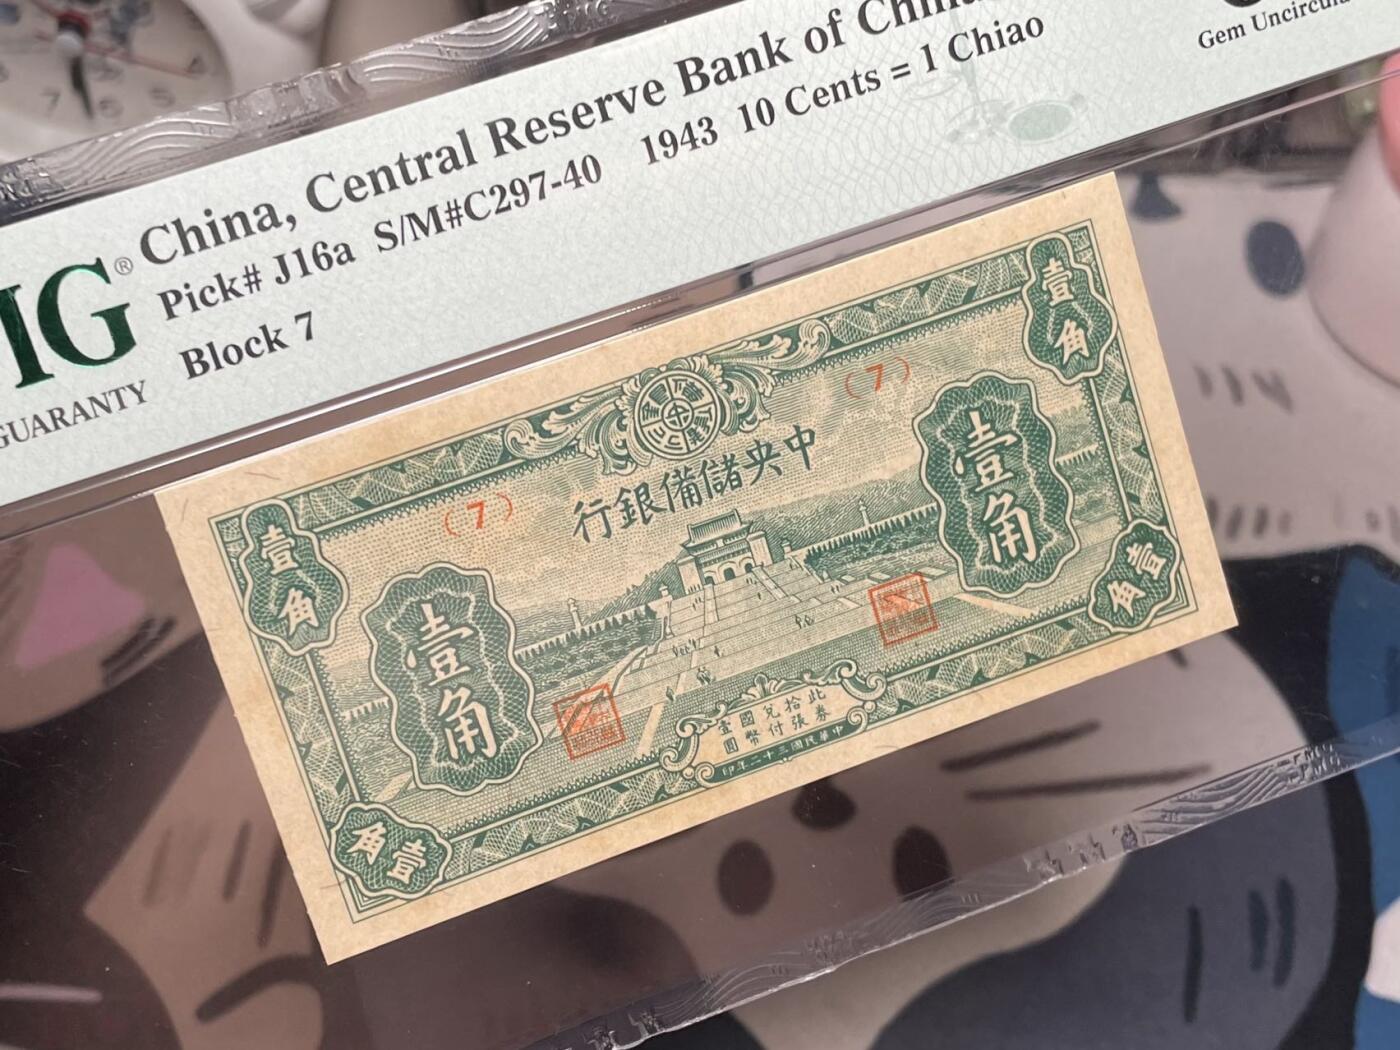 China, Central Reserve Bank of China
Pick# J16a S/M#C297-40 1943 10 Cents = 1 Chiao
Block 7
Gem Uncircula
GUARANTY
壹角
(7)
(7)
中央儲備銀行
壹角
壹角
壹角
此券拾張兌付國幣壹圓
中華民國三十二年印
壹角
壹角
7 6 5